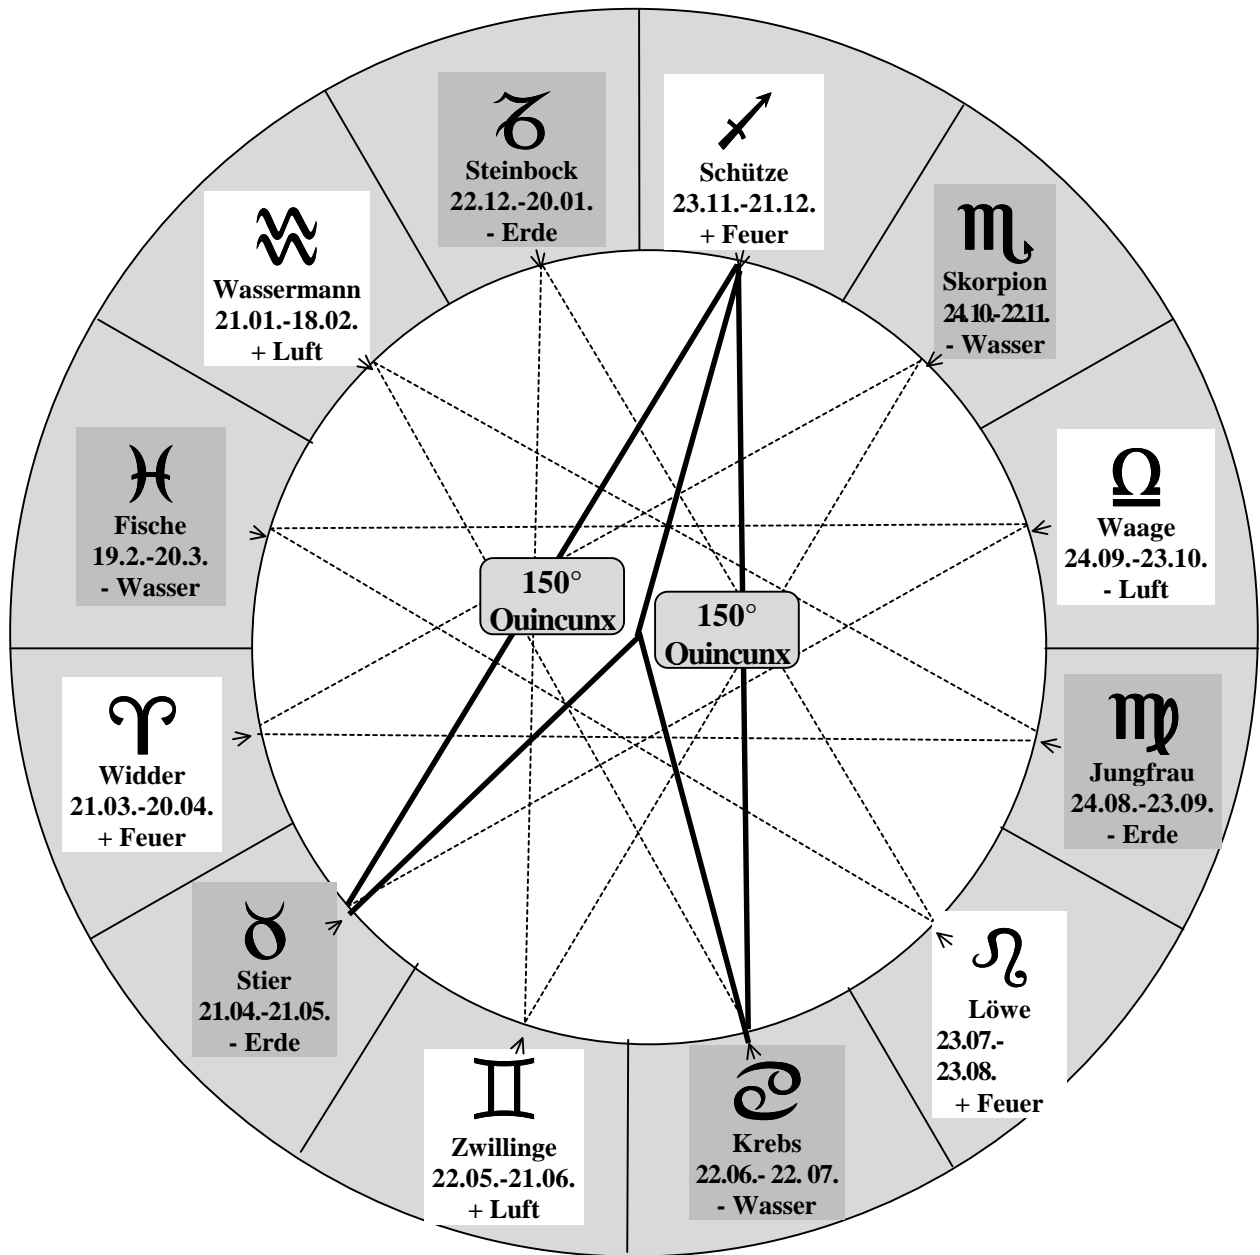 Steinbock
22.12.-20.01.
- Erde
Schütze
23.11.-21.12.
+ Feuer
Wassermann
21.01.-18.02.
+ Luft
Skorpion
24.10.-22.11.
- Wasser
Fische
19.2.-20.3.
- Wasser
Waage
24.09.-23.10.
- Luft
150°
Ouincunx
150°
Ouincunx
Widder
21.03.-20.04.
+ Feuer
Jungfrau
24.08.-23.09.
- Erde
Stier
21.04.-21.05.
- Erde
Löwe
23.07.-
23.08.
+ Feuer
Zwillinge
22.05.-21.06.
+ Luft
Krebs
22.06.- 22. 07.
- Wasser